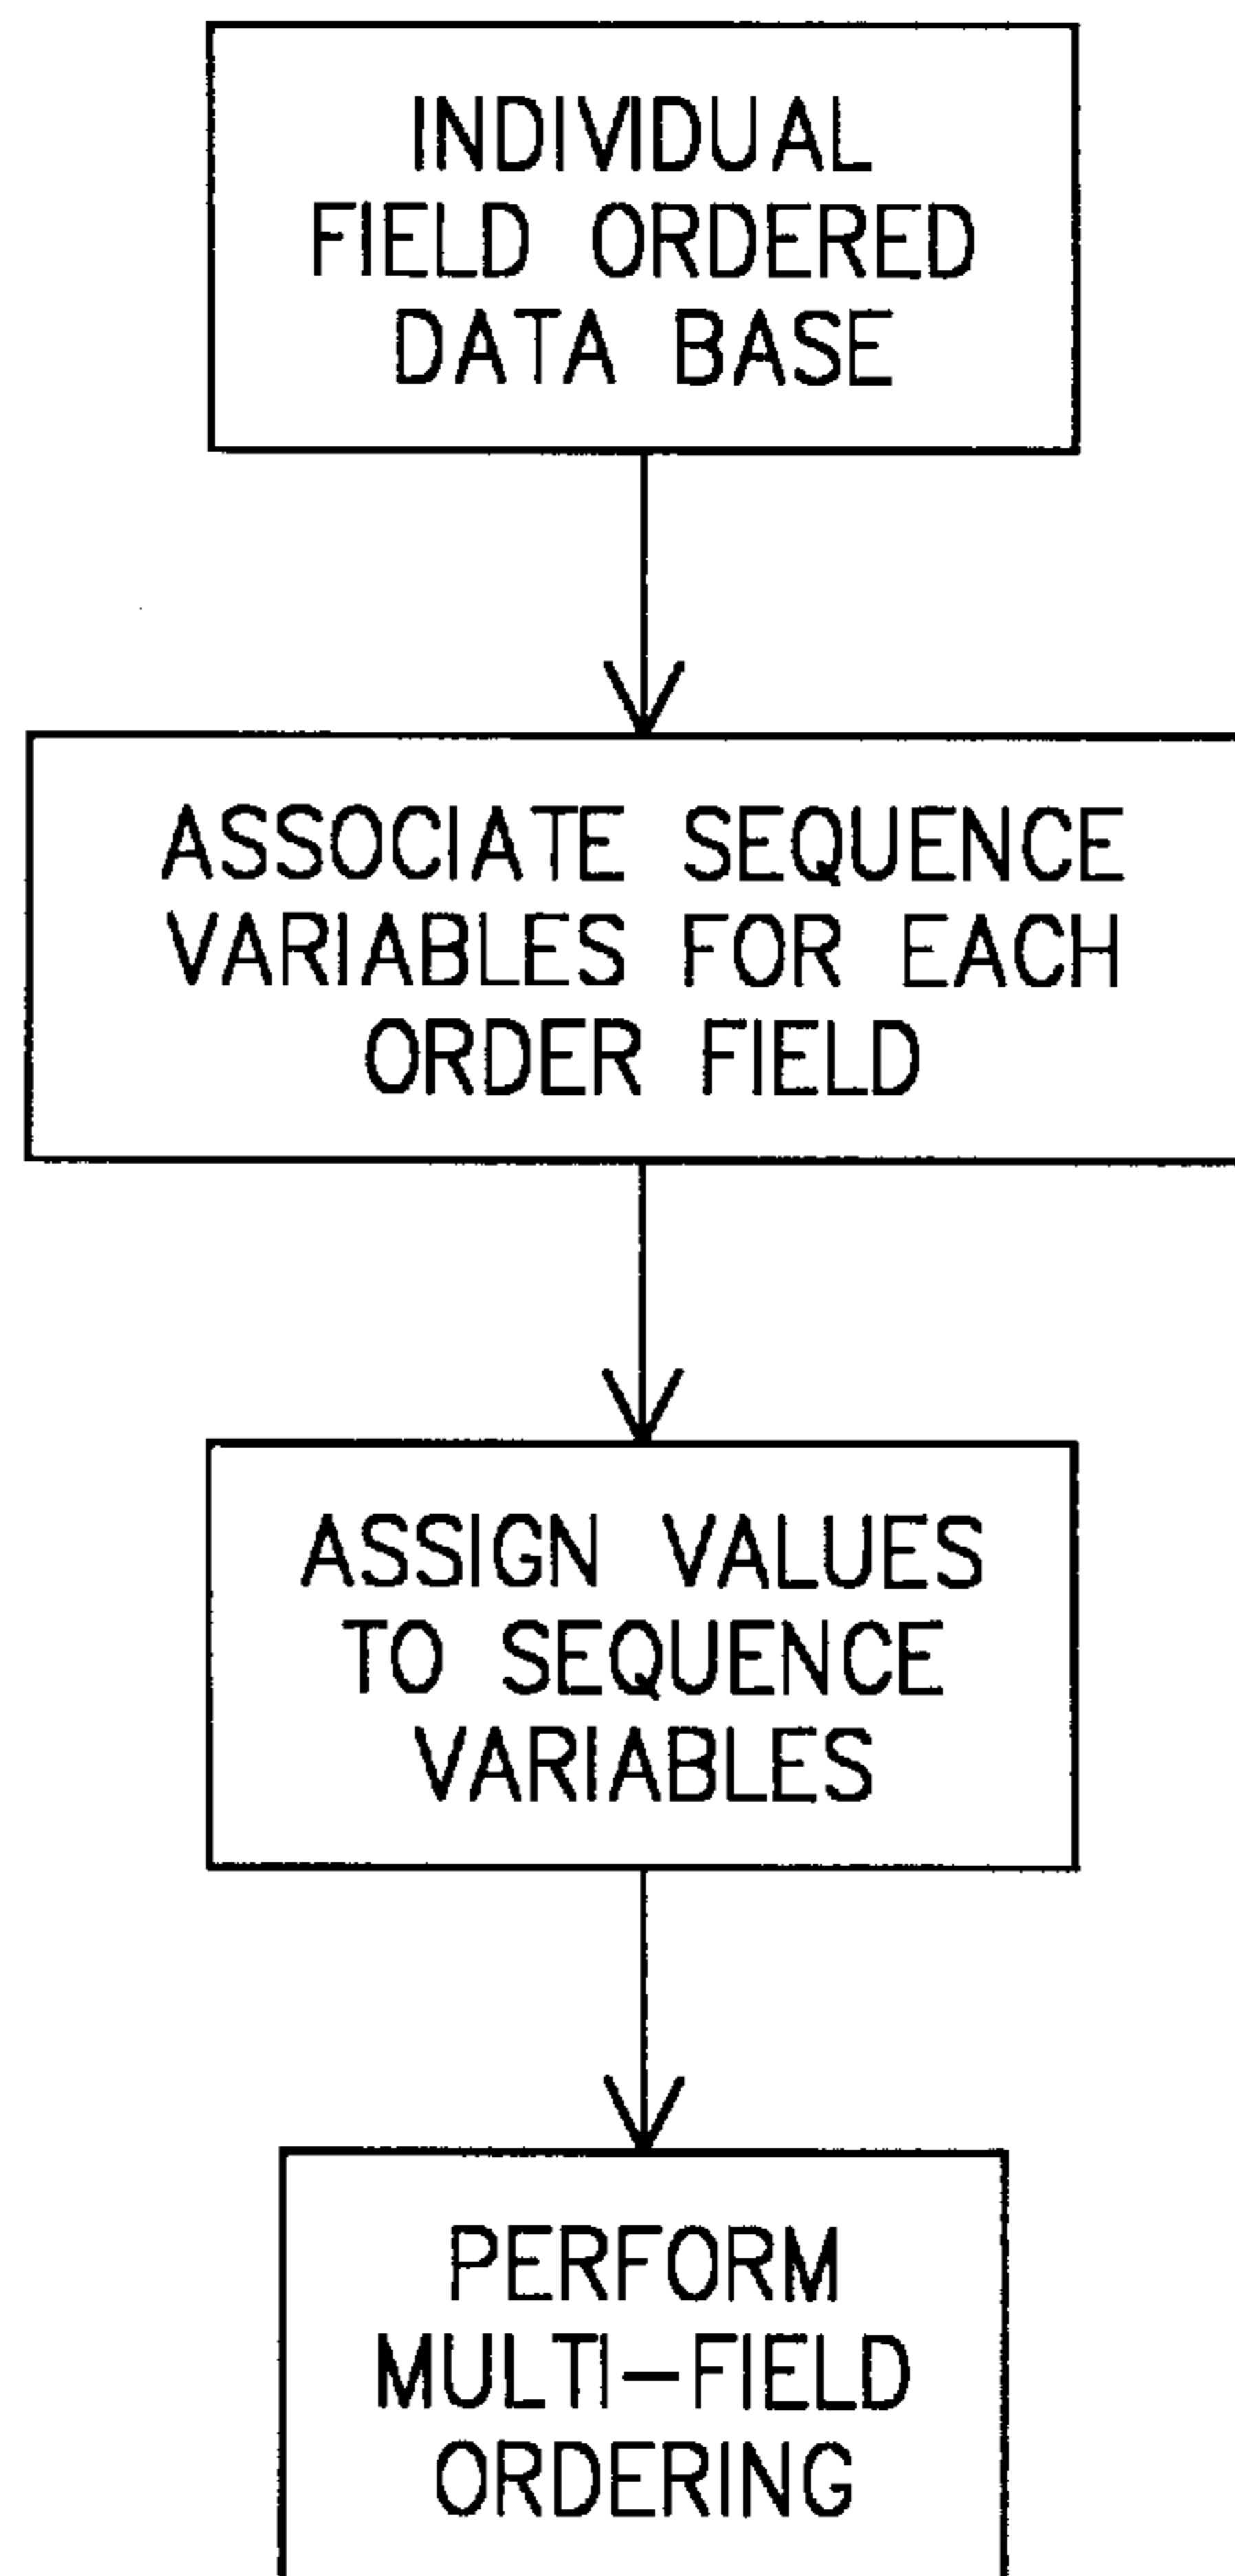 INDIVIDUAL
FIELD ORDERED
DATA BASE
ASSOCIATE SEQUENCE
VARIABLES FOR EACH
ORDER FIELD
ASSIGN VALUES
TO SEQUENCE
VARIABLES
PERFORM
MULTI-FIELD
ORDERING